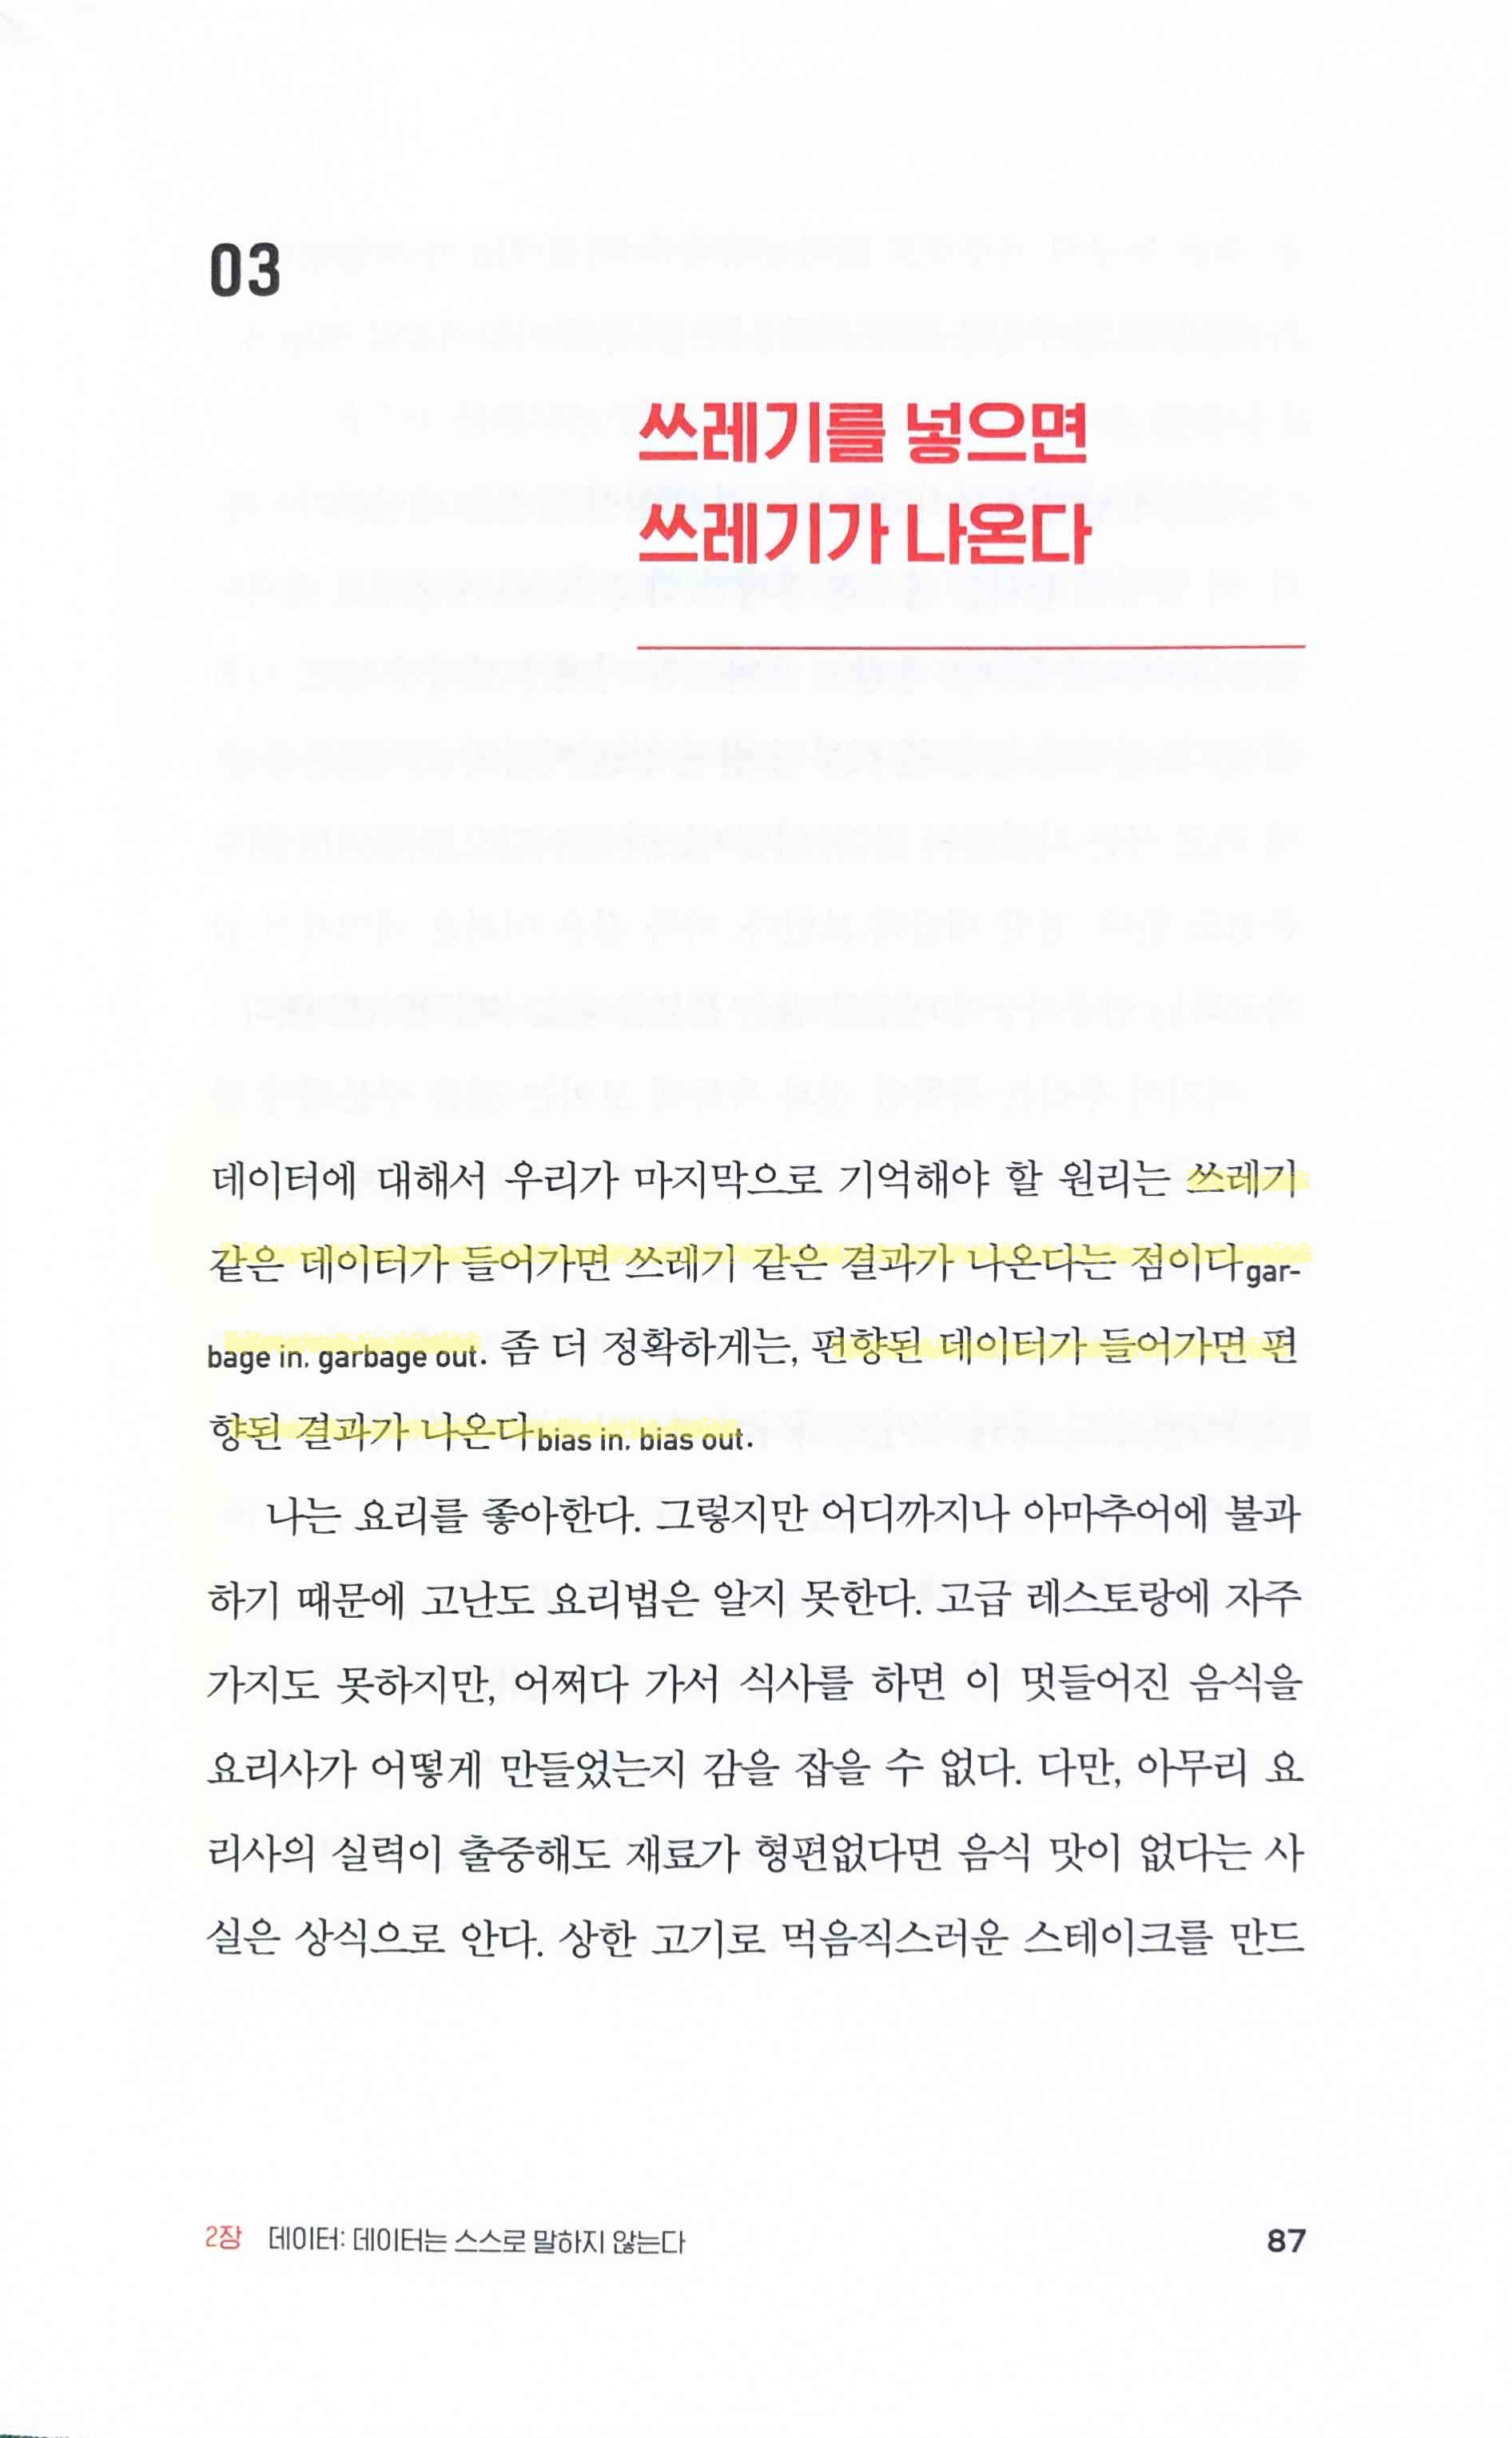 03
쓰레기를 넣으면
쓰레기가 나온다
데이터에 대해서 우리가 마지막으로 기억해야 할 원리는 쓰레기
같은 데이터가 들어가면 쓰레기 같은 결과가 나온다는 점이다gar-
bage in, garbage out. 좀 더 정확하게는, 편향된 데이터가 들어가면 편
향된 결과가 나온다bias in, bias out.
나는 요리를 좋아한다. 그렇지만 어디까지나 아마추어에 불과
하기 때문에 고난도 요리법은 알지 못한다. 고급 레스토랑에 자주
가지도 못하지만, 어쩌다 가서 식사를 하면 이 멋들어진 음식을
요리사가 어떻게 만들었는지 감을 잡을 수 없다. 다만, 아무리 요
리사의 실력이 출중해도 재료가 형편없다면 음식 맛이 없다는 사
실은 상식으로 안다. 상한 고기로 먹음직스러운 스테이크를 만드
2장 데이터: 데이터는 스스로 말하지 않는다
87